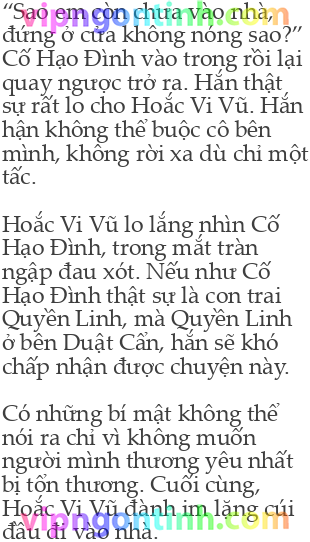 “Sao em còn chưa vào nhà,
vipngontinh.com
đứng ở cửa không nóng sao?”
Cố Hạo Đình vào trong rồi lại
quay ngược trở ra. Hắn thật
sự rất lo cho Hoắc Vi Vũ. Hắn
hận không thể buộc cô bên
mình, không rời xa dù chỉ một
tấc.
Hoắc Vi Vũ lo lắng nhìn Cố
Hạo Đình, trong mắt tràn
ngập đau xót. Nếu như Cố
Hạo Đình thật sự là con trai
Quyền Linh, mà Quyền Linh
ở bên Duật Cẩn, hắn sẽ khó
chấp nhận được chuyện này.
Có những bí mật không thể
nói ra chỉ vì không muốn
người mình thương yêu nhất
bị tổn thương. Cuối cùng,
Hoắc Vi Vũ đành im lặng cúi
vipngontinh.com
đầu đi vào nhà.